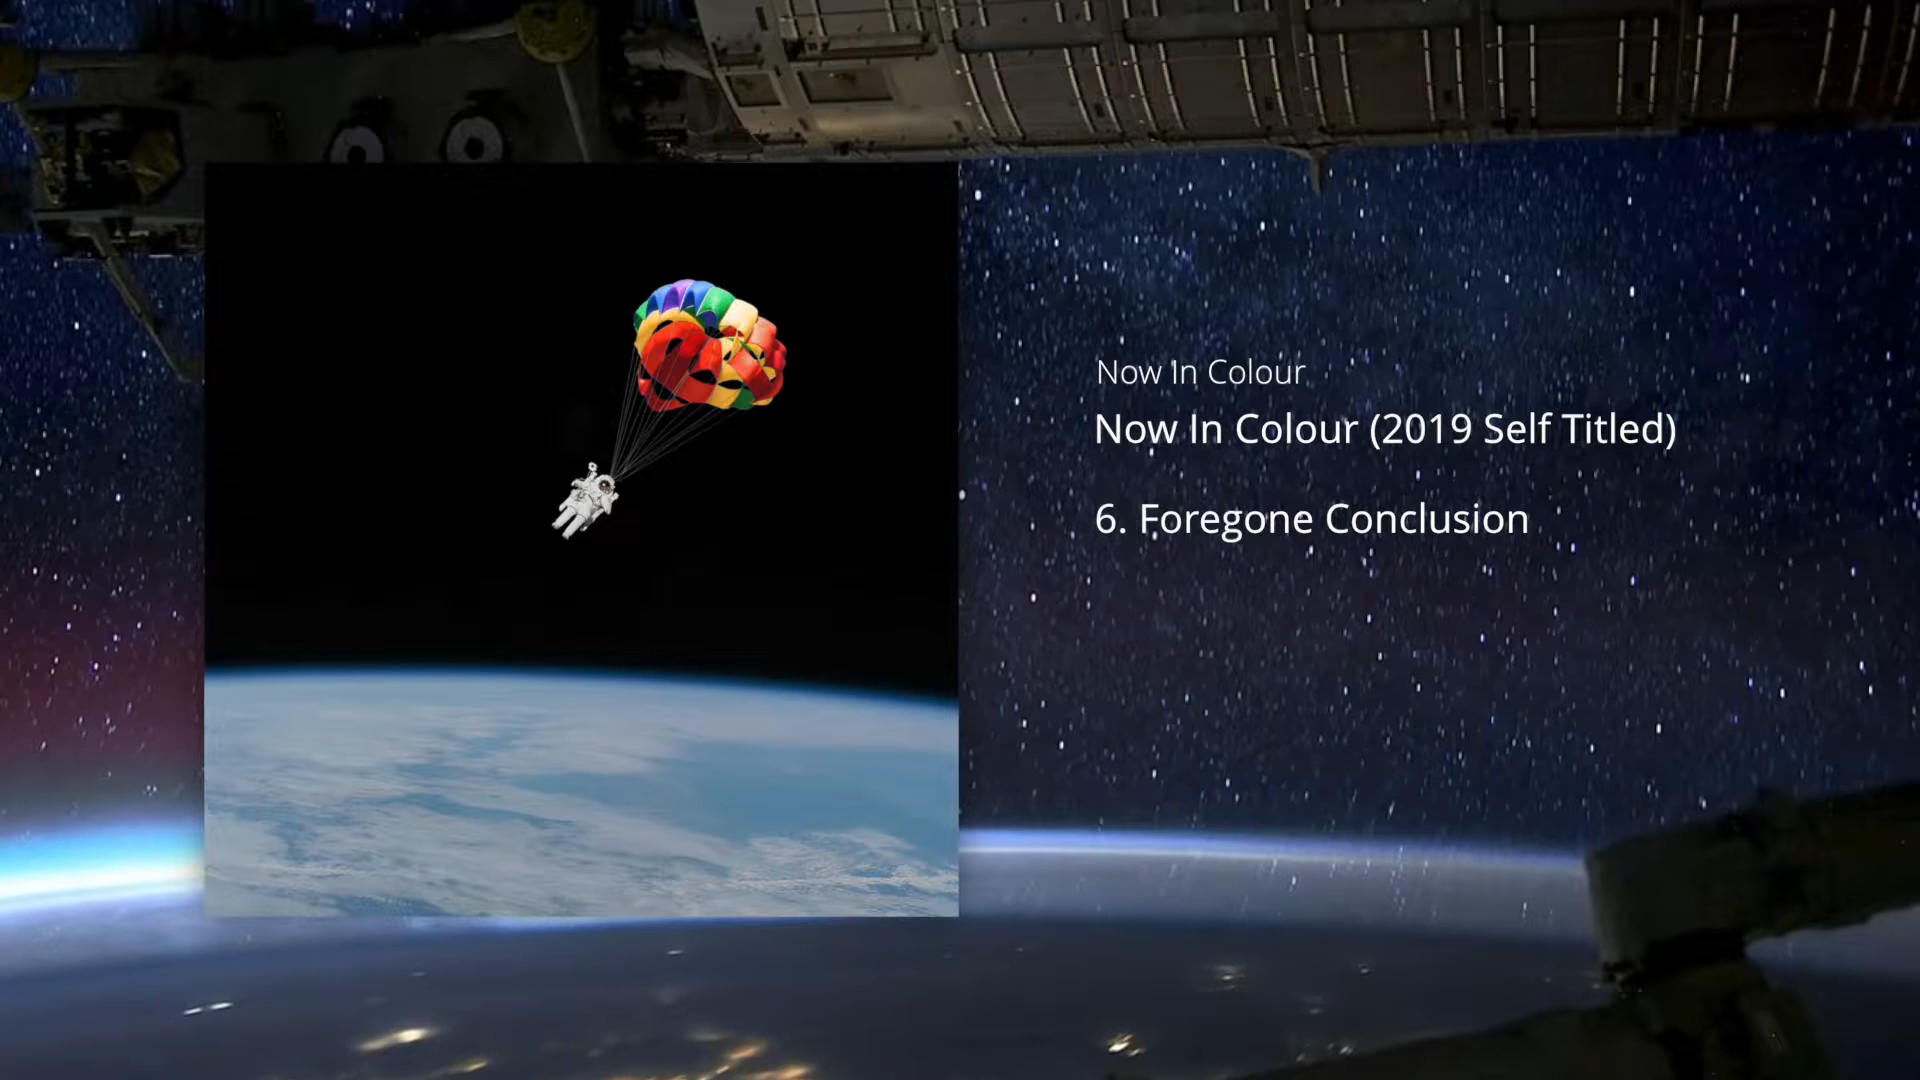 Now In Colour
Now In Colour (2019 Self Titled)
6. Foregone Conclusion